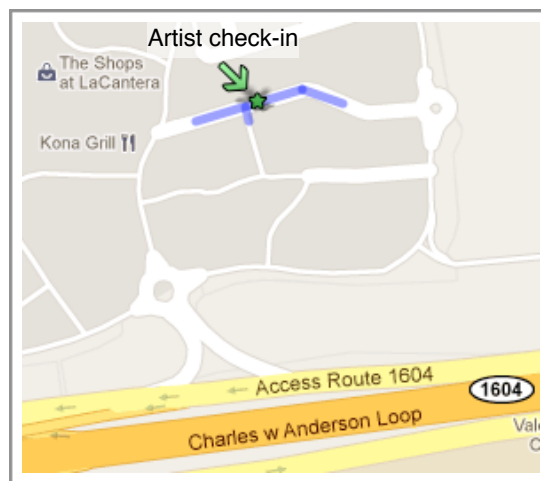 Artist check-in
The Shops
at LaCantera
Kona Grill
Access Route 1604
1604
Charles w Anderson Loop